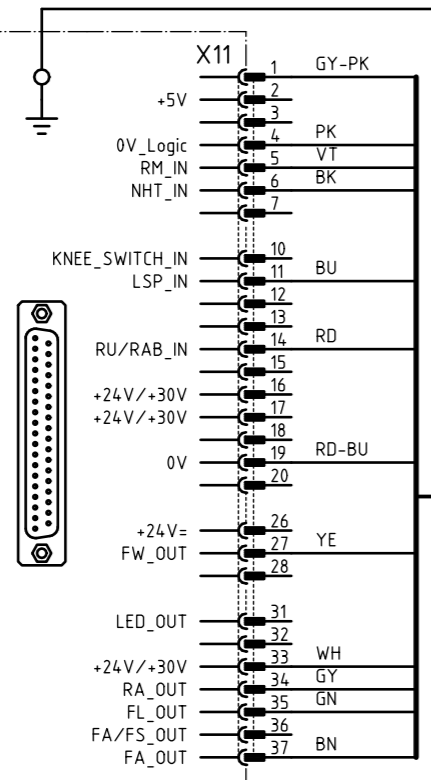 X11
1 GY-PK
+5V 2
3
0V_Logic 4 PK
RM_IN 5 VT
NHT_IN 6 BK
7
KNEE_SWITCH_IN 10
LSP_IN 11 BU
12
13
RU/RAB_IN 14 RD
15
+24V/+30V 16
+24V/+30V 17
18
0V 19 RD-BU
20
+24V= 26
FW_OUT 27 YE
28
LED_OUT 31
32
+24V/+30V 33 WH
RA_OUT 34 GY
FL_OUT 35 GN
FA/FS_OUT 36
FA_OUT 37 BN